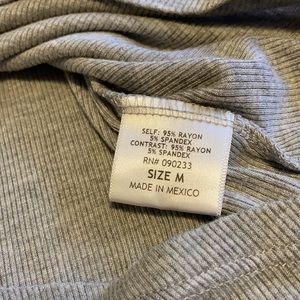 SELF: 95% RAYON
5% SPANDEX
CONTRAST: 95% RAYON
5% SPANDEX
RN# 090233
SIZE M
MADE IN MEXICO